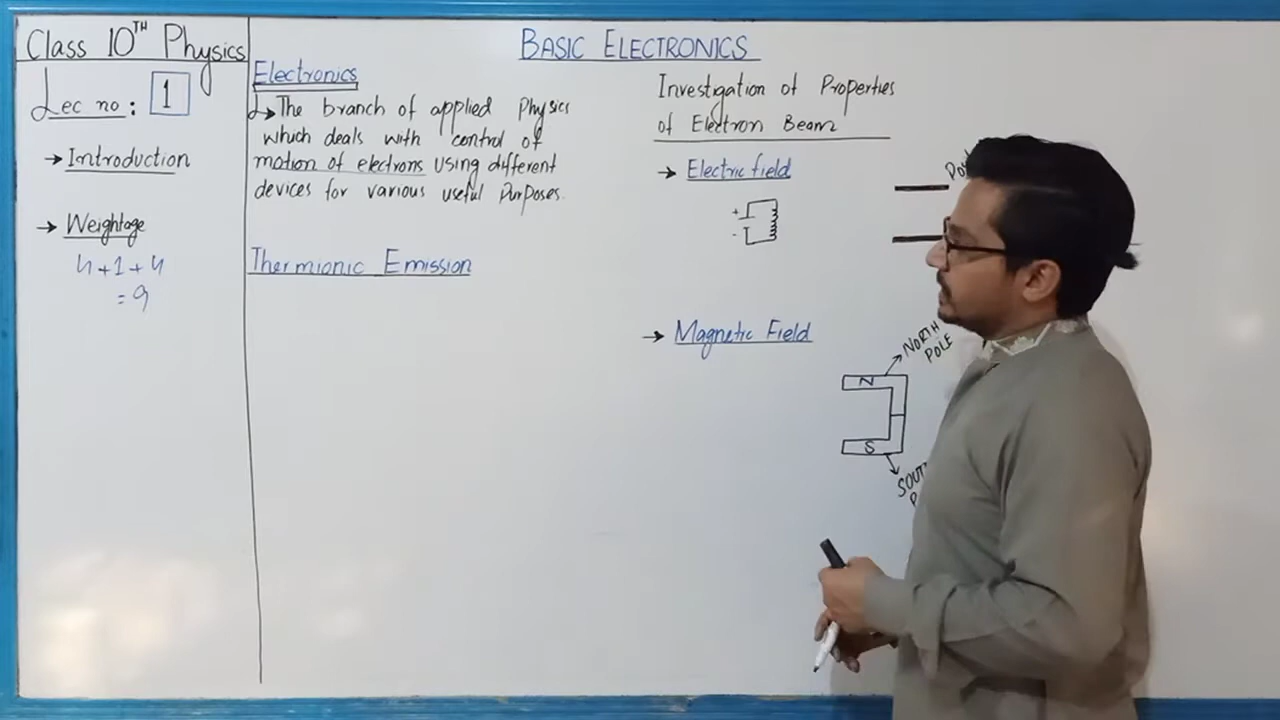 Class 10TH Physics
Lec no: 1
→ Introduction
→ Weightage
4+1+4
= 9
BASIC ELECTRONICS
Electronics
↳ The branch of applied Physics
which deals with control of
motion of electrons using different
devices for various useful Purposes.
Thermionic Emission
Investigation of Properties
of Electron Beam
→ Electric field
+
-
→ Magnetic Field
NORTH
POLE
N
S